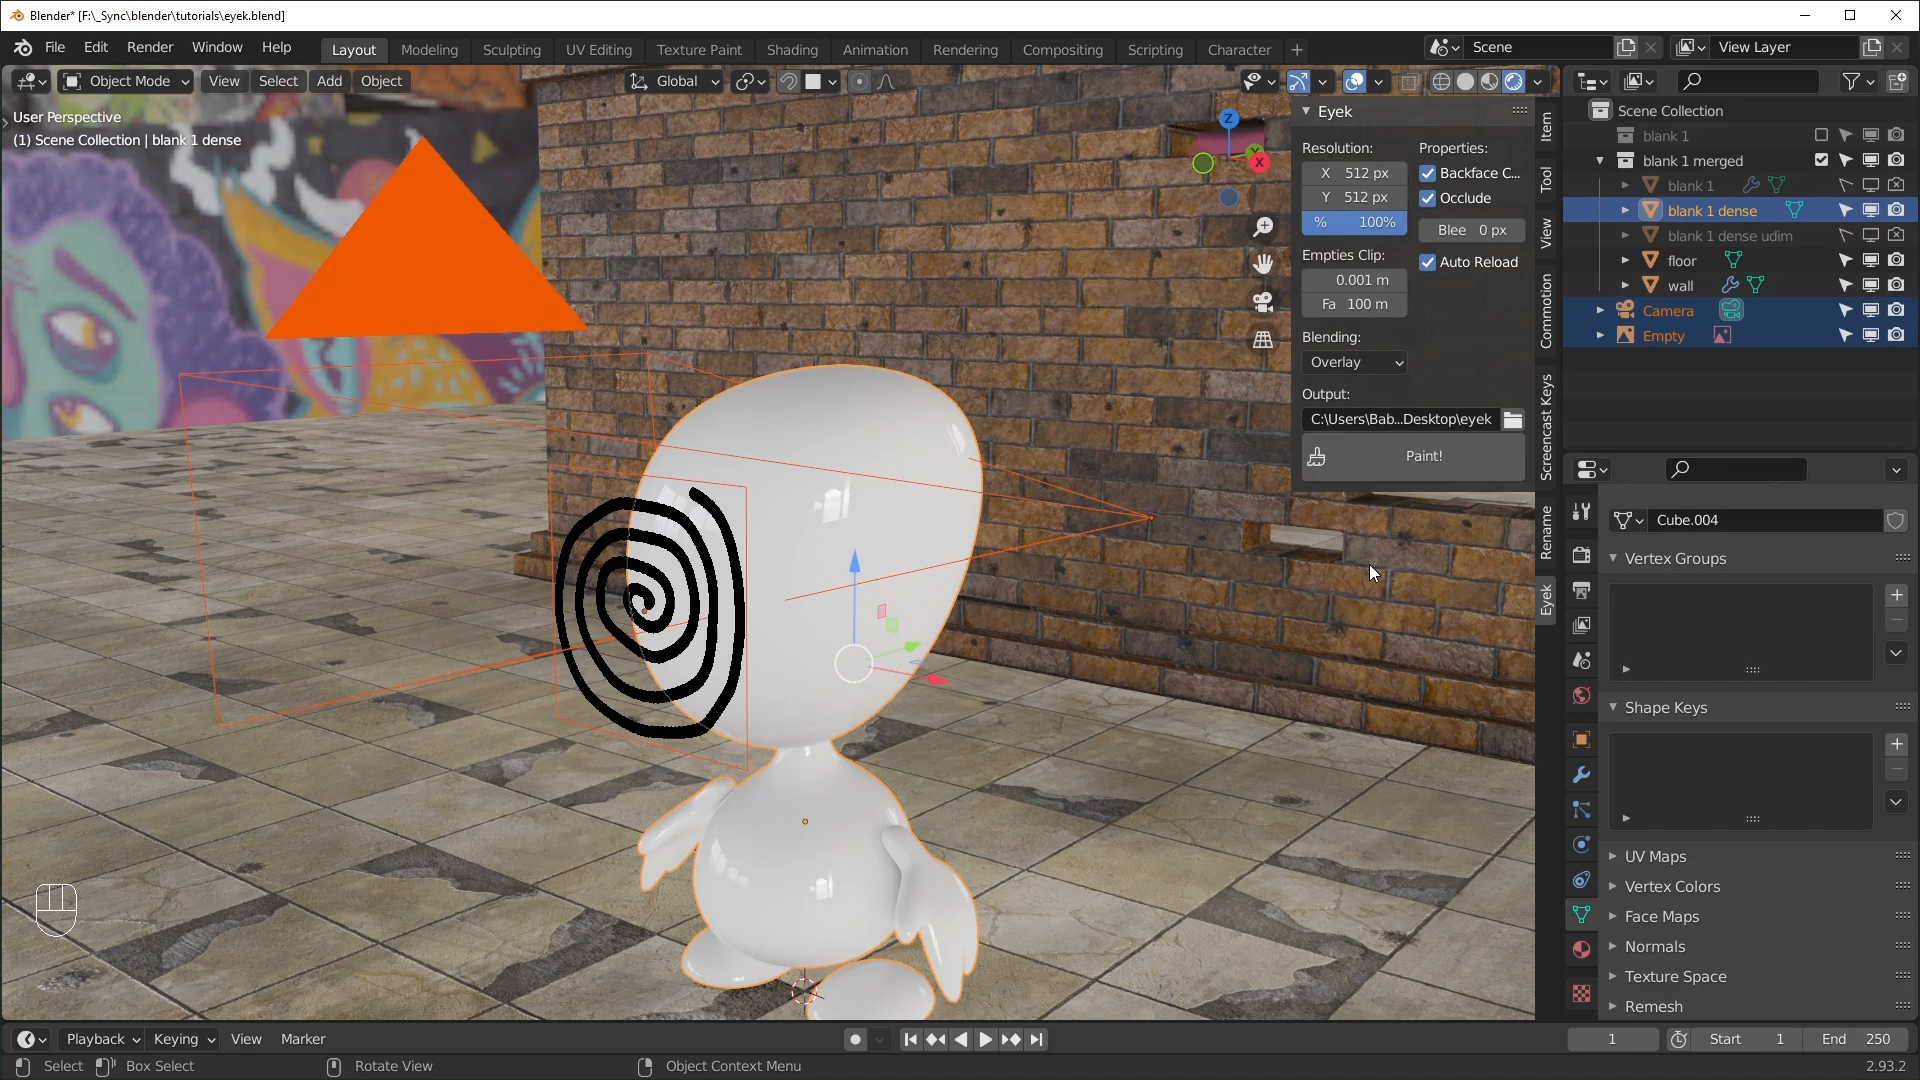 Blender* [F:\_Sync\blender\tutorials\eyek.blend]
File Edit Render Window Help
Layout Modeling Sculpting UV Editing Texture Paint Shading Animation Rendering Compositing Scripting Character +
Scene
View Layer
Object Mode View Select Add Object
Global
User Perspective
(1) Scene Collection | blank 1 dense
Z
Y
X
Eyek
Resolution:
X 512 px
Y 512 px
% 100%
Empties Clip:
0.001 m
Fa 100 m
Blending:
Overlay
Output:
C:\Users\Bab...Desktop\eyek
Paint!
Properties:
Backface C...
Occlude
Blee 0 px
Auto Reload
Item
Tool
View
Commotion
Screencast Keys
Rename
Eyek
Scene Collection
blank 1
blank 1 merged
blank 1
blank 1 dense
blank 1 dense udim
floor
wall
Camera
Empty
Cube.004
Vertex Groups
Shape Keys
UV Maps
Vertex Colors
Face Maps
Normals
Texture Space
Remesh
Playback Keying View Marker
1
Start 1
End 250
Select Box Select Rotate View Object Context Menu
2.93.2